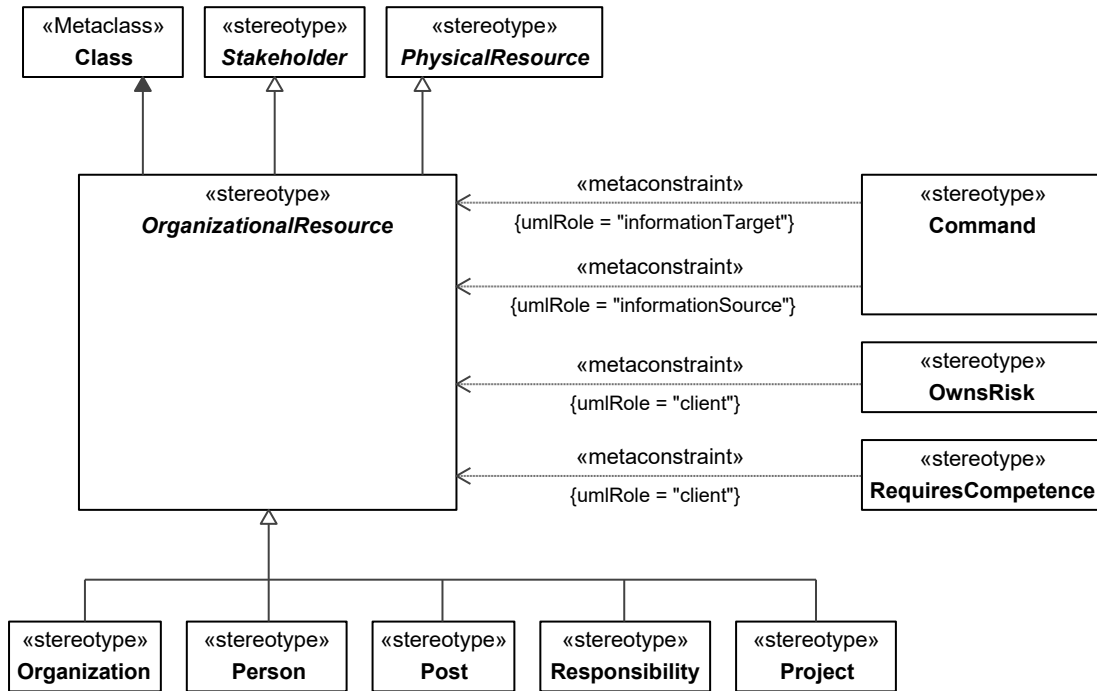 «Metaclass»
Class
«stereotype»
Stakeholder
«stereotype»
PhysicalResource
«stereotype»
OrganizationalResource
«metaconstraint»
{umlRole = "informationTarget"}
«metaconstraint»
{umlRole = "informationSource"}
«stereotype»
Command
«metaconstraint»
{umlRole = "client"}
«stereotype»
OwnsRisk
«metaconstraint»
{umlRole = "client"}
«stereotype»
RequiresCompetence
«stereotype»
Organization
«stereotype»
Person
«stereotype»
Post
«stereotype»
Responsibility
«stereotype»
Project